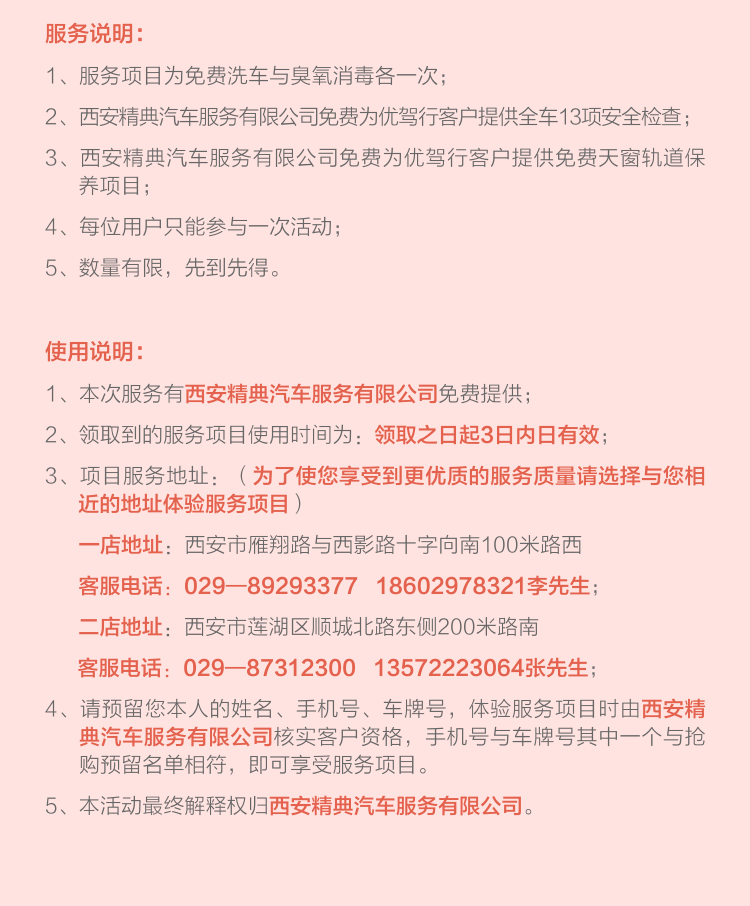 服务说明：
1、服务项目为免费洗车与臭氧消毒各一次；
2、西安精典汽车服务有限公司免费为优驾行客户提供全车13项安全检查；
3、西安精典汽车服务有限公司免费为优驾行客户提供免费天窗轨道保
养项目；
4、每位用户只能参与一次活动；
5、数量有限，先到先得。
使用说明：
1、本次服务有西安精典汽车服务有限公司免费提供；
2、领取到的服务项目使用时间为：领取之日起3日内日有效；
3、项目服务地址：（为了使您享受到更优质的服务质量请选择与您相
近的地址体验服务项目）
一店地址：西安市雁翔路与西影路十字向南100米路西
客服电话：029—89293377 18602978321李先生；
二店地址：西安市莲湖区顺城北路东侧200米路南
客服电话：029—87312300 13572223064张先生；
4、请预留您本人的姓名、手机号、车牌号，体验服务项目时由西安精
典汽车服务有限公司核实客户资格，手机号与车牌号其中一个与抢
购预留名单相符，即可享受服务项目。
5、本活动最终解释权归西安精典汽车服务有限公司。